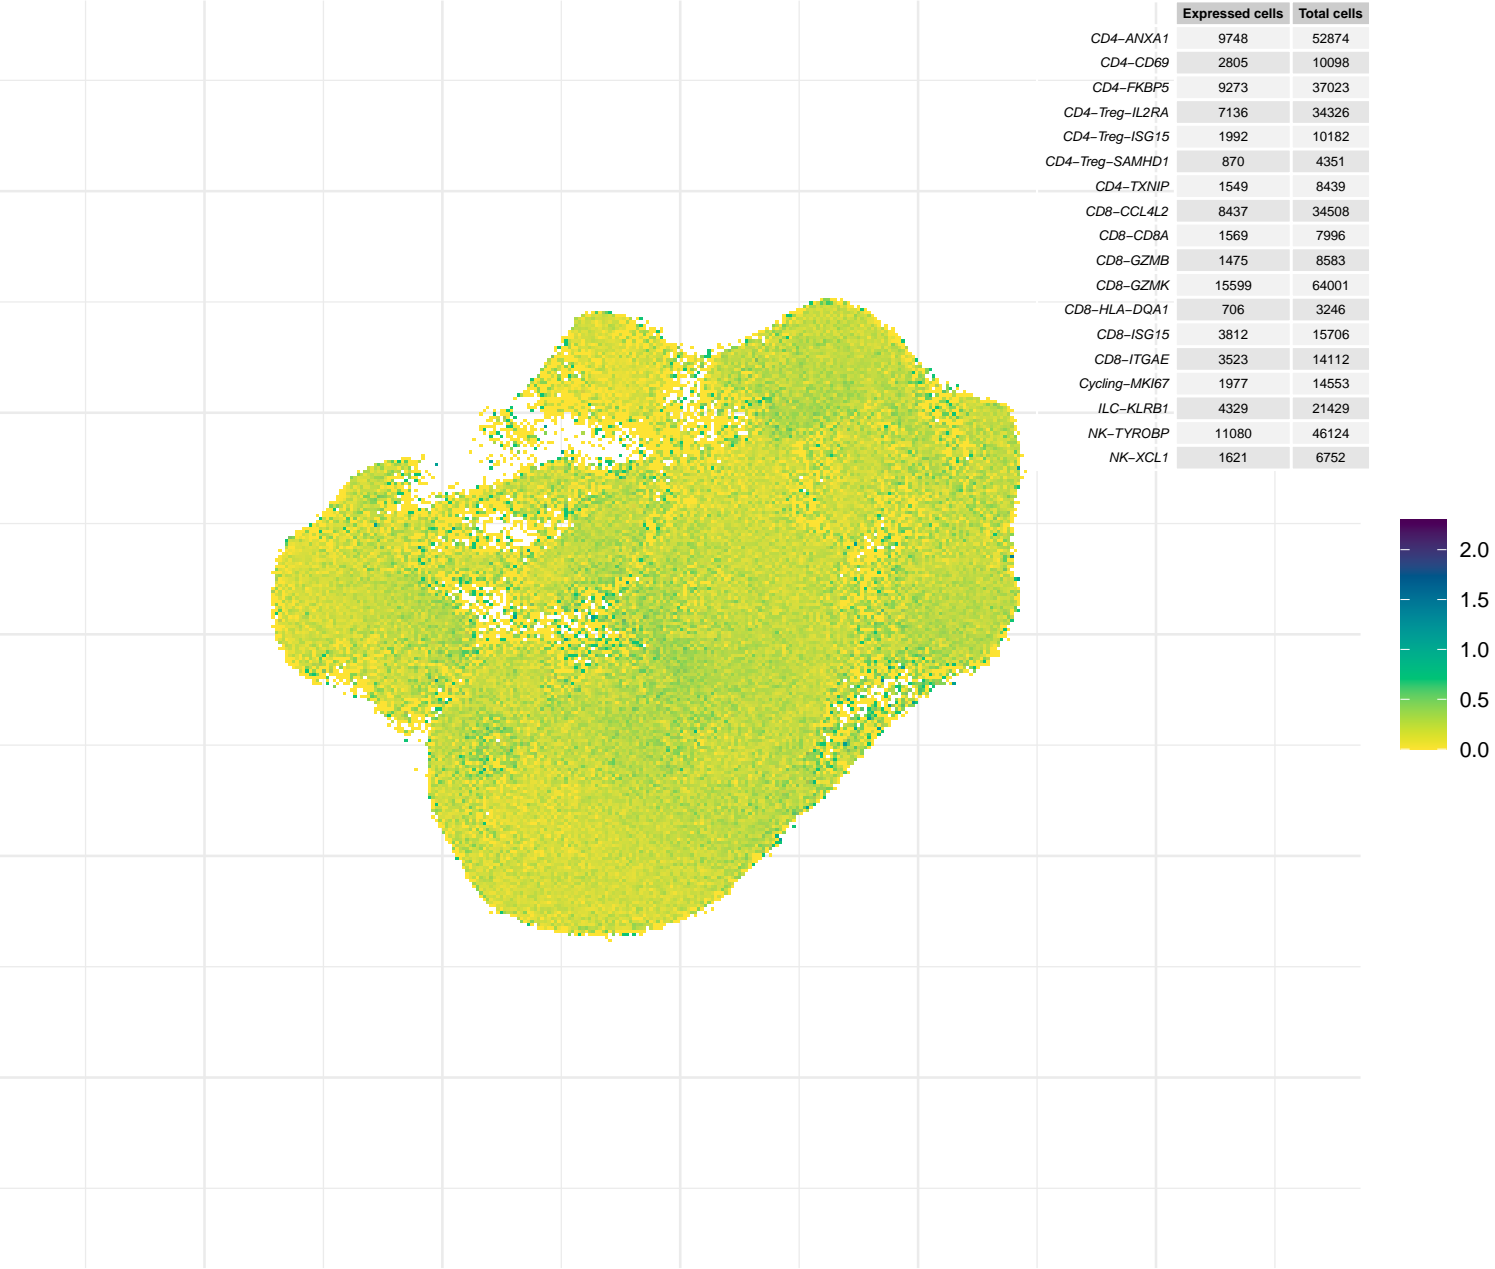 Expressed cells Total cells
CD4−ANXA1 9748 52874
CD4−CD69 2805 10098
CD4−FKBP5 9273 37023
CD4−Treg−IL2RA 7136 34326
CD4−Treg−ISG15 1992 10182
CD4−Treg−SAMHD1 870 4351
CD4−TXNIP 1549 8439
CD8−CCL4L2 8437 34508
CD8−CD8A 1569 7996
CD8−GZMB 1475 8583
CD8−GZMK 15599 64001
CD8−HLA−DQA1 706 3246
CD8−ISG15 3812 15706
CD8−ITGAE 3523 14112
Cycling−MKI67 1977 14553
ILC−KLRB1 4329 21429
NK−TYROBP 11080 46124
NK−XCL1 1621 6752
2.0
1.5
1.0
0.5
0.0